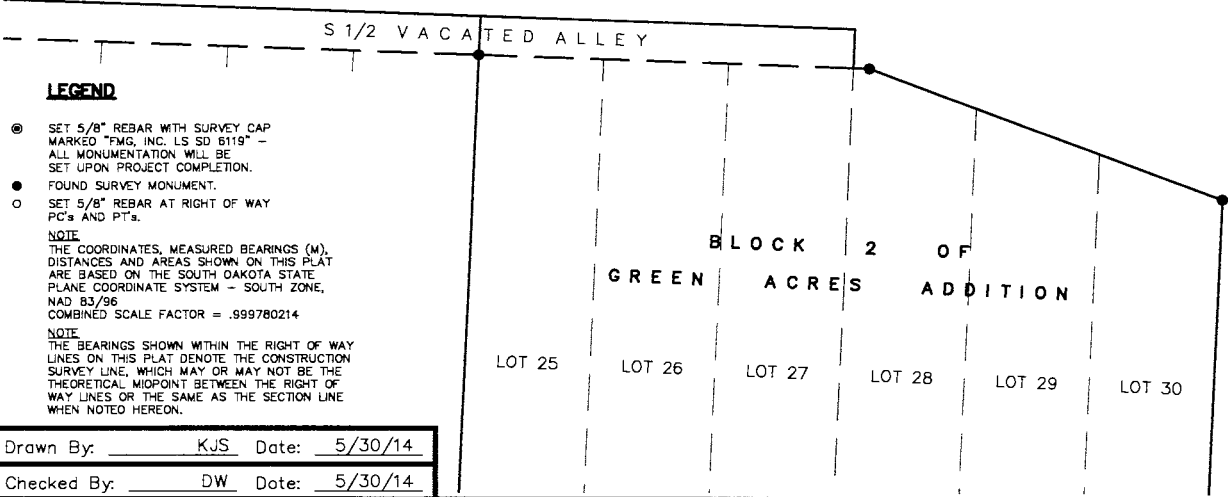 S 1/2 VACATED ALLEY
LEGEND
SET 5/8" REBAR WITH SURVEY CAP
MARKEO "FMG, INC. LS SD 6119" –
ALL MONUMENTATION WILL BE
SET UPON PROJECT COMPLETION.
FOUND SURVEY MONUMENT.
SET 5/8" REBAR AT RIGHT OF WAY
PC's AND PT's.
NOTE
THE COORDINATES, MEASURED BEARINGS (M),
DISTANCES AND AREAS SHOWN ON THIS PLAT
ARE BASED ON THE SOUTH OAKOTA STATE
PLANE COORDINATE SYSTEM – SOUTH ZONE,
NAD 83/96
COMBINED SCALE FACTOR = .999780214
NOTE
THE BEARINGS SHOWN WITHIN THE RIGHT OF WAY
LINES ON THIS PLAT DENOTE THE CONSTRUCTION
SURVEY LINE, WHICH MAY OR MAY NOT BE THE
THEORETICAL MIOPOINT BETWEEN THE RIGHT OF
WAY LINES OR THE SAME AS THE SECTION LINE
WHEN NOTED HEREON.
BLOCK 2 OF
GREEN ACRES ADDITION
LOT 25
LOT 26
LOT 27
LOT 28
LOT 29
LOT 30
Drawn By: KJS Date: 5/30/14
Checked By: DW Date: 5/30/14